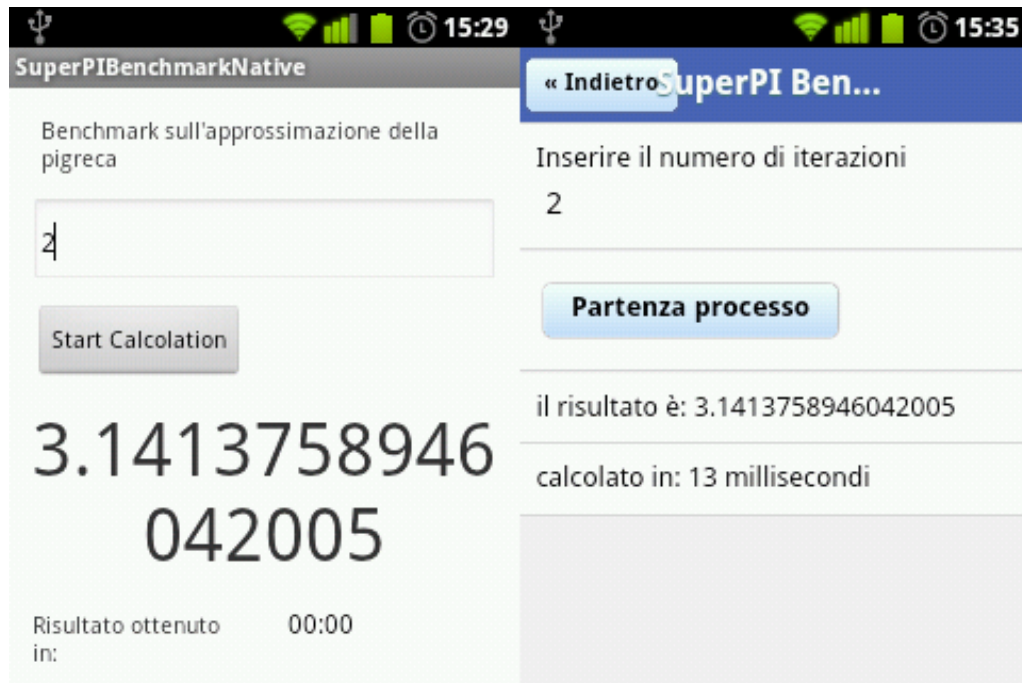 15:29
SuperPIBenchmarkNative
Benchmark sull'approssimazione della
pigreca
2
Start Calcolation
3.1413758946
042005
Risultato ottenuto
in:
00:00
15:35
« Indietro
SuperPI Ben...
Inserire il numero di iterazioni
2
Partenza processo
il risultato è: 3.1413758946042005
calcolato in: 13 millisecondi